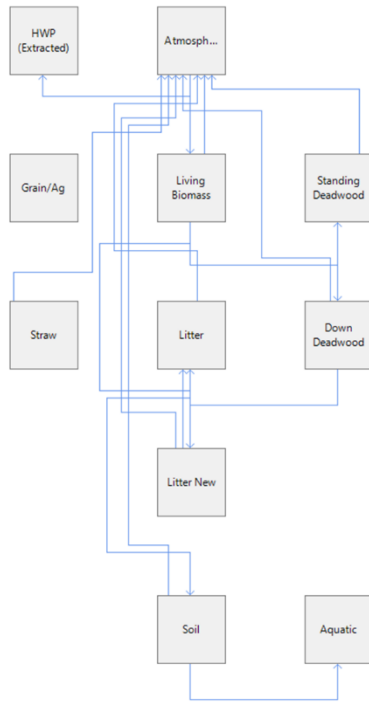 HWP
(Extracted)
Atmosph...
Grain/Ag
Living
Biomass
Standing
Deadwood
Straw
Litter
Down
Deadwood
Litter New
Soil
Aquatic